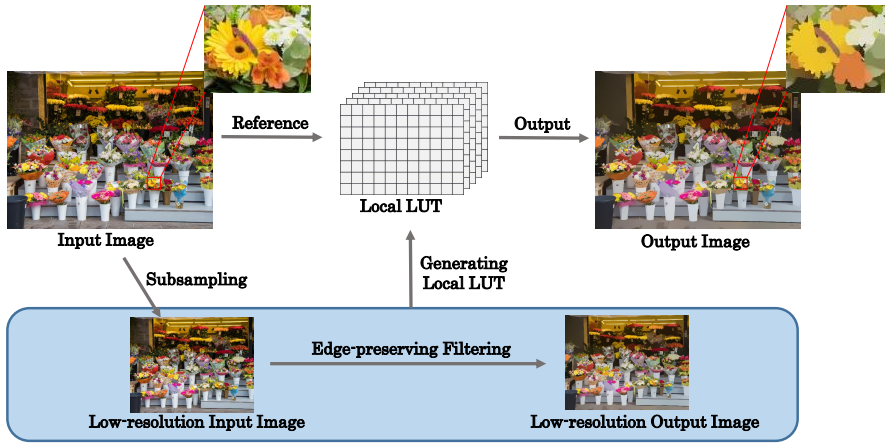 Reference
Output
Local LUT
Input Image
Output Image
Subsampling
Generating
Local LUT
Edge-preserving Filtering
Low-resolution Input Image
Low-resolution Output Image